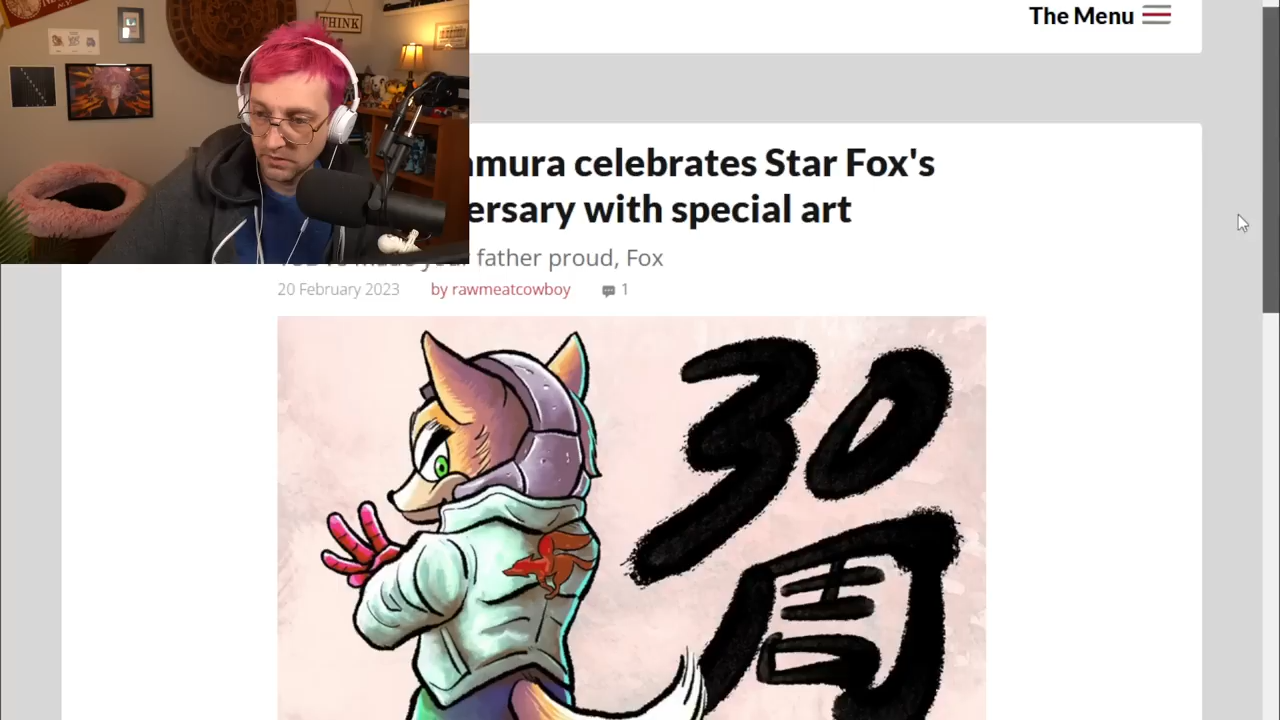 THINK
The Menu
amura celebrates Star Fox's
ersary with special art
father proud, Fox
20 February 2023 by rawmeatcowboy 1
30
周